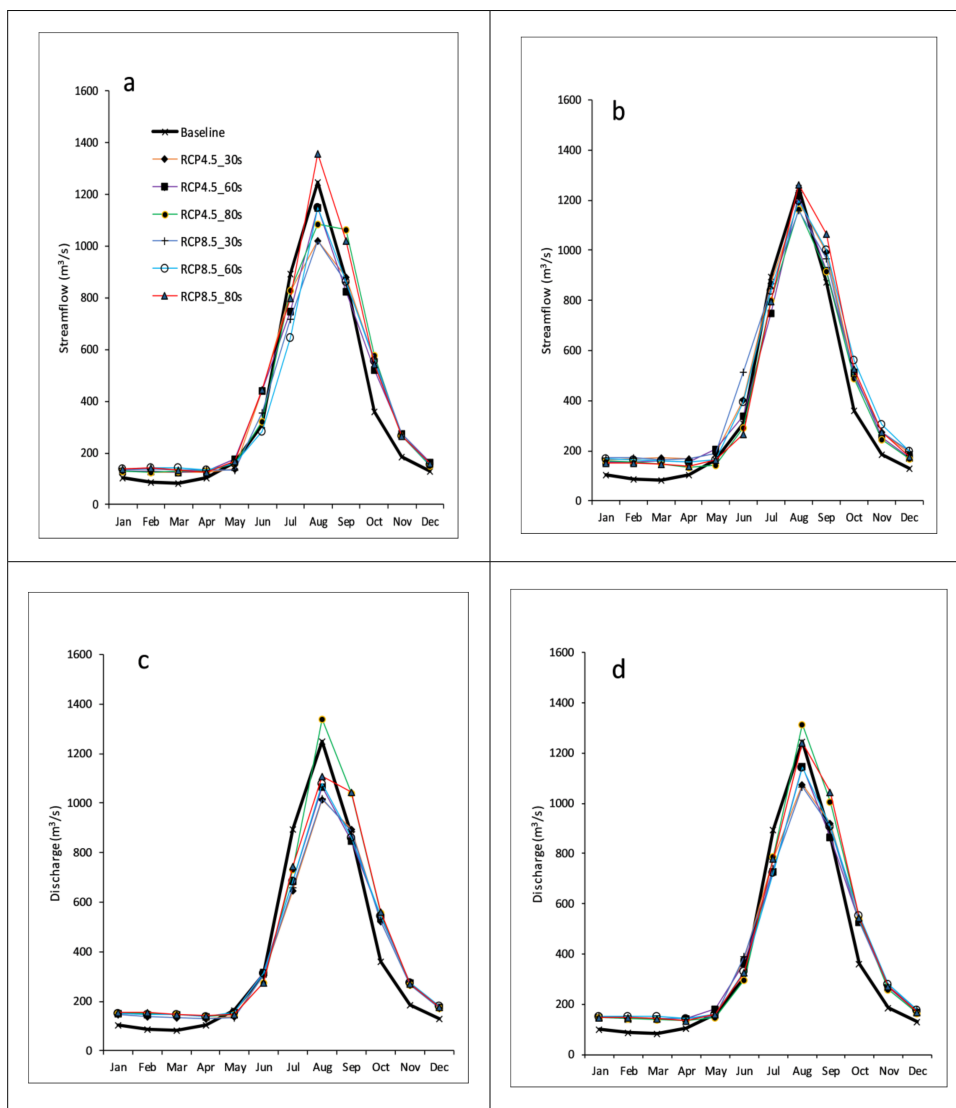 a
1600
1400
1200
1000
800
600
400
200
0
Streamflow (m³/s)
Baseline
RCP4.5_30s
RCP4.5_60s
RCP4.5_80s
RCP8.5_30s
RCP8.5_60s
RCP8.5_80s
Jan Feb Mar Apr May Jun Jul Aug Sep Oct Nov Dec
b
1600
1400
1200
1000
800
600
400
200
0
Streamflow (m³/s)
Jan Feb Mar Apr May Jun Jul Aug Sep Oct Nov Dec
c
1600
1400
1200
1000
800
600
400
200
0
Discharge (m³/s)
Jan Feb Mar Apr May Jun Jul Aug Sep Oct Nov Dec
d
1600
1400
1200
1000
800
600
400
200
0
Discharge (m³/s)
Jan Feb Mar Apr May Jun Jul Aug Sep Oct Nov Dec